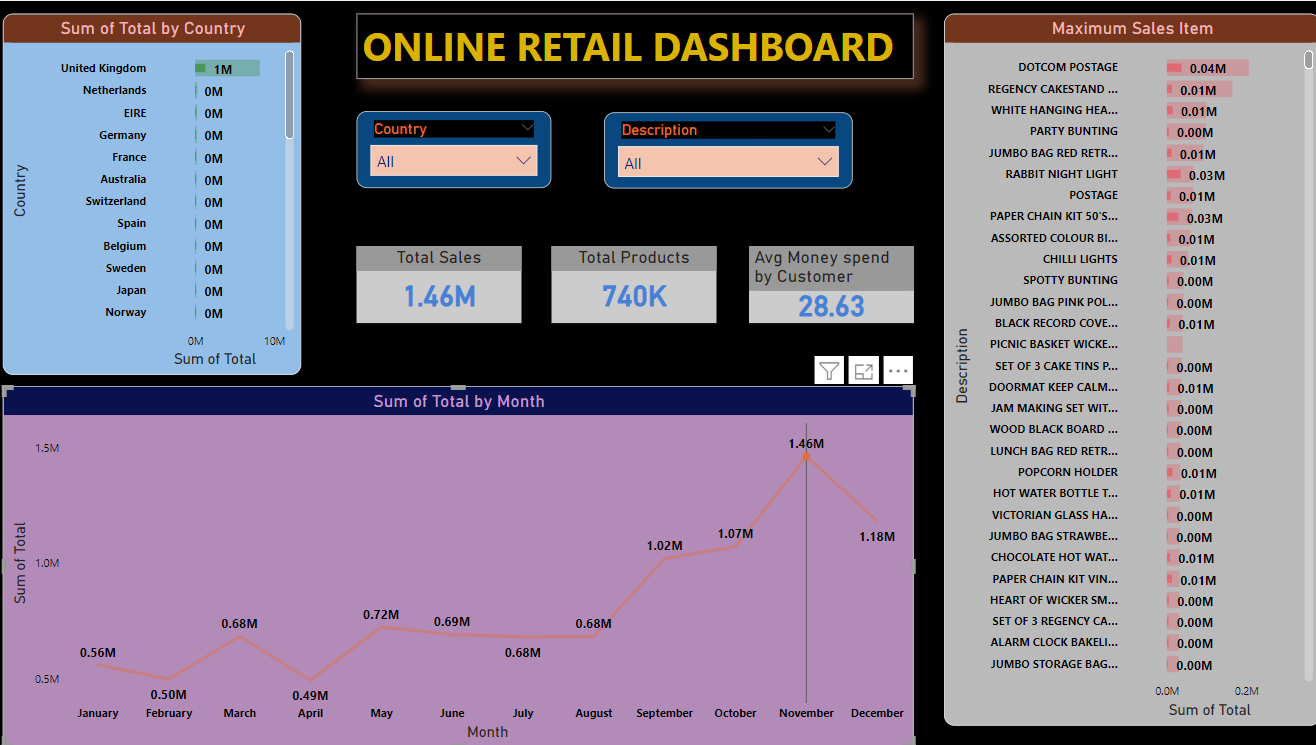 Sum of Total by Country
Country
United Kingdom 1M
Netherlands 0M
EIRE 0M
Germany 0M
France 0M
Australia 0M
Switzerland 0M
Spain 0M
Belgium 0M
Sweden 0M
Japan 0M
Norway 0M
0M 10M
Sum of Total
ONLINE RETAIL DASHBOARD
Country
All
Description
All
Total Sales
1.46M
Total Products
740K
Avg Money spend
by Customer
28.63
Sum of Total by Month
Sum of Total
1.5M
1.0M
0.5M
0.56M
0.50M
0.68M
0.49M
0.72M
0.69M
0.68M
0.68M
1.02M
1.07M
1.46M
1.18M
January February March April May June July August September October November December
Month
Maximum Sales Item
Description
DOTCOM POSTAGE 0.04M
REGENCY CAKESTAND ... 0.01M
WHITE HANGING HEA... 0.01M
PARTY BUNTING 0.00M
JUMBO BAG RED RETR... 0.01M
RABBIT NIGHT LIGHT 0.03M
POSTAGE 0.01M
PAPER CHAIN KIT 50'S... 0.03M
ASSORTED COLOUR BI... 0.01M
CHILLI LIGHTS 0.01M
SPOTTY BUNTING 0.00M
JUMBO BAG PINK POL... 0.00M
BLACK RECORD COVE... 0.01M
PICNIC BASKET WICKE...
SET OF 3 CAKE TINS P... 0.00M
DOORMAT KEEP CALM... 0.01M
JAM MAKING SET WIT... 0.00M
WOOD BLACK BOARD ... 0.00M
LUNCH BAG RED RETR... 0.00M
POPCORN HOLDER 0.01M
HOT WATER BOTTLE T... 0.01M
VICTORIAN GLASS HA... 0.00M
JUMBO BAG STRAWBE... 0.00M
CHOCOLATE HOT WAT... 0.01M
PAPER CHAIN KIT VIN... 0.01M
HEART OF WICKER SM... 0.00M
SET OF 3 REGENCY CA... 0.00M
ALARM CLOCK BAKELI... 0.00M
JUMBO STORAGE BAG... 0.00M
0.0M 0.2M
Sum of Total